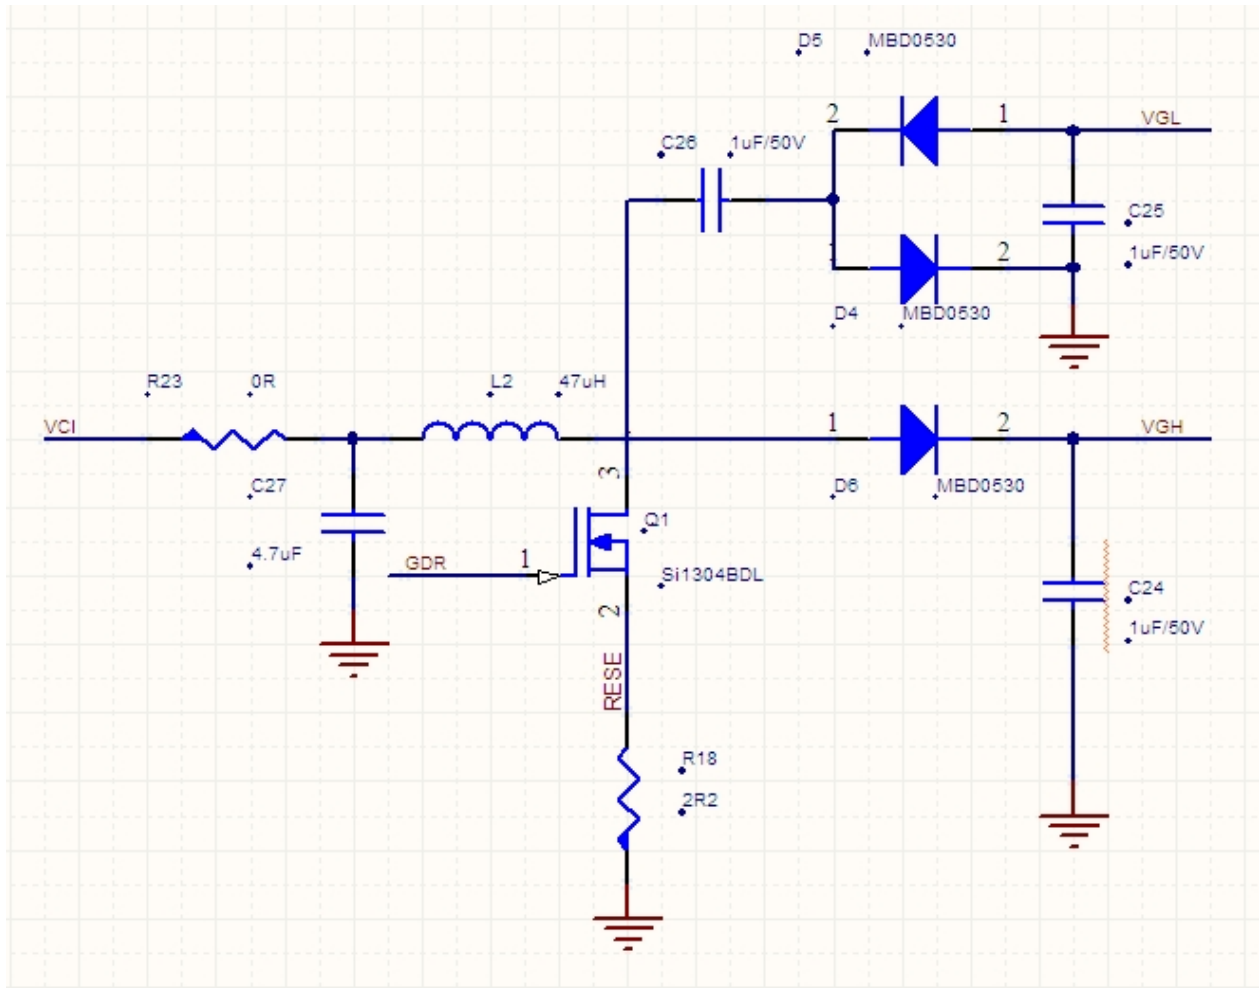 D5 MBD0530
2 1 VGL
C26 1uF/50V
C25
2 1uF/50V
D4 MBD0530
R23 0R L2 47uH
VCI 1 2 VGH
3
C27 D6 MBD0530
Q1
4.7uF GDR 1 Si1304BDL
C24
2 1uF/50V
RESE
R18
2R2